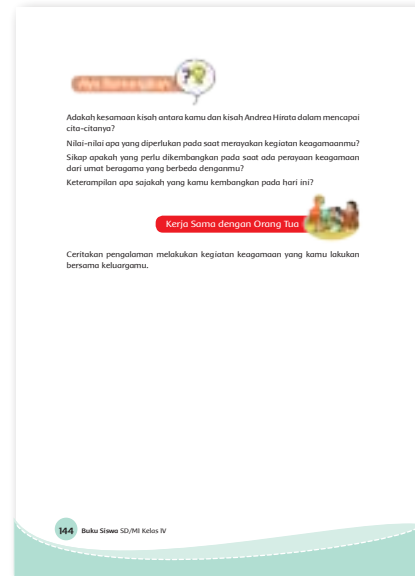 Adakah kesamaan kisah antara kamu dan kisah Andrea Hirata dalam mencapai
cita-citanya?
Nilai-nilai apa yang diperlukan pada saat merayakan kegiatan keagamaanmu?
Sikap apakah yang perlu dikembangkan pada saat ada perayaan keagamaan
dari umat beragama yang berbeda denganmu?
Keterampilan apa sajakah yang kamu kembangkan pada hari ini?
Kerja Sama dengan Orang Tua
Ceritakan pengalaman melakukan kegiatan keagamaan yang kamu lakukan
bersama keluargamu.
144 Buku Siswa SD/MI Kelas IV